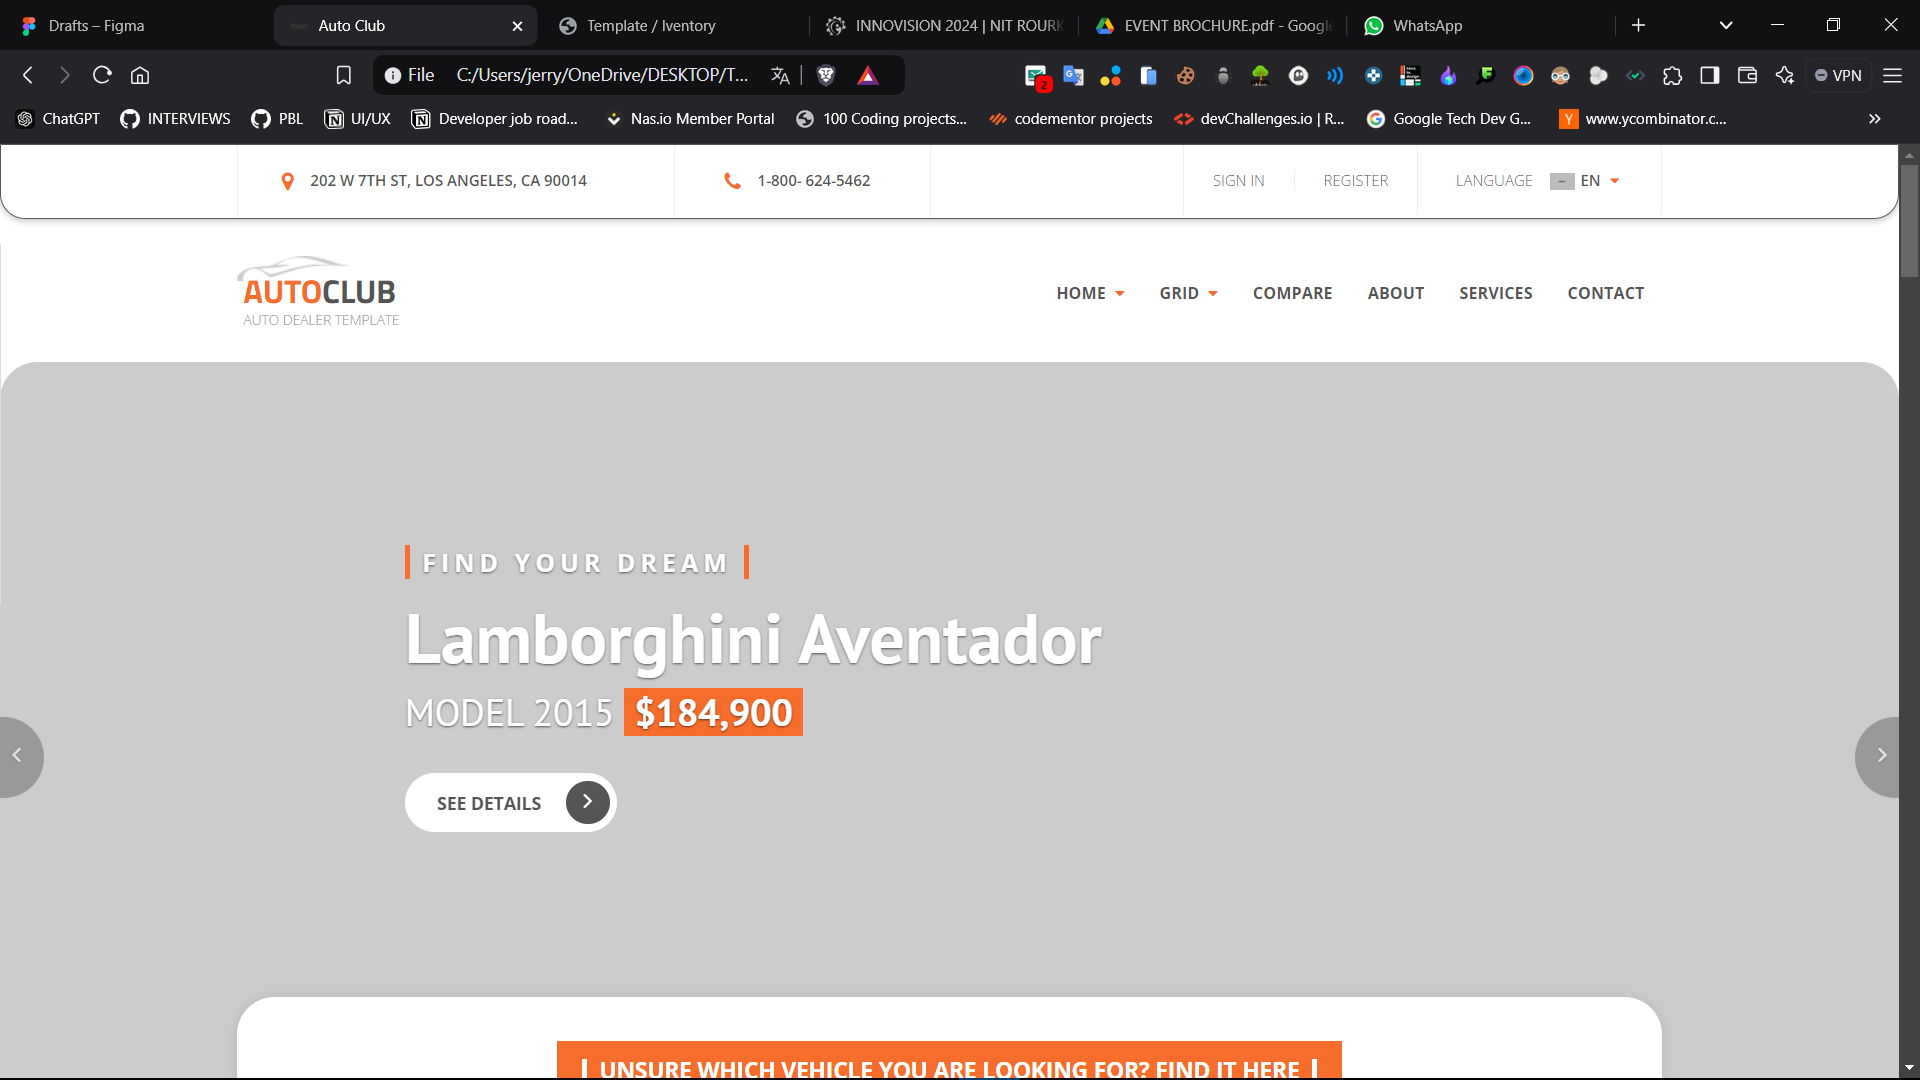 Drafts – Figma
Auto Club
Template / Iventory
INNOVISION 2024 | NIT ROURK
EVENT BROCHURE.pdf - Google
WhatsApp
File
C:/Users/jerry/OneDrive/DESKTOP/T...
2
VPN
ChatGPT
INTERVIEWS
PBL
UI/UX
Developer job road...
Nas.io Member Portal
100 Coding projects...
codementor projects
devChallenges.io | R...
Google Tech Dev G...
www.ycombinator.c...
202 W 7TH ST, LOS ANGELES, CA 90014
1-800- 624-5462
SIGN IN
REGISTER
LANGUAGE
EN
AUTOCLUB
AUTO DEALER TEMPLATE
HOME
GRID
COMPARE
ABOUT
SERVICES
CONTACT
FIND YOUR DREAM
Lamborghini Aventador
MODEL 2015 $184,900
SEE DETAILS
UNSURE WHICH VEHICLE YOU ARE LOOKING FOR? FIND IT HERE